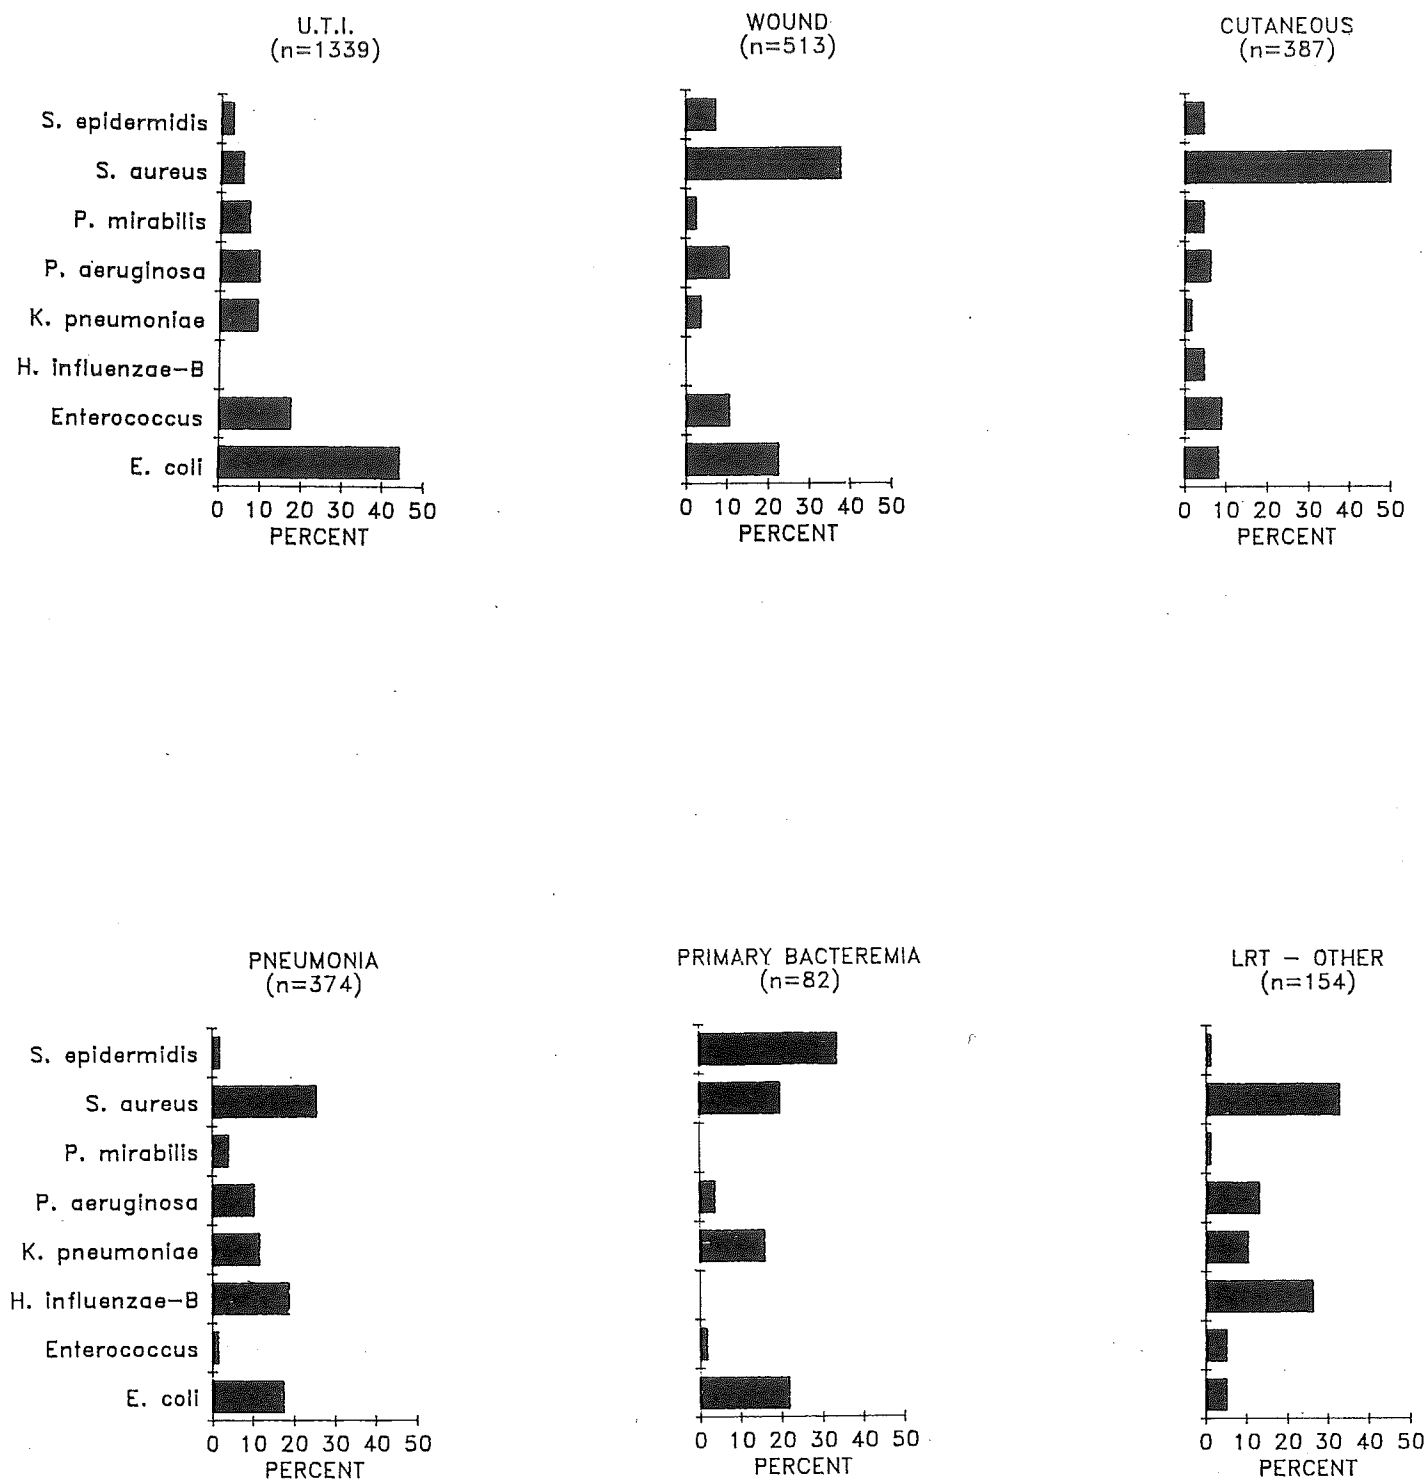 U.T.I.
(n=1339)
S. epidermidis
S. aureus
P. mirabilis
P. aeruginosa
K. pneumoniae
H. influenzae-B
Enterococcus
E. coli
0 10 20 30 40 50
PERCENT
WOUND
(n=513)
0 10 20 30 40 50
PERCENT
CUTANEOUS
(n=387)
0 10 20 30 40 50
PERCENT
PNEUMONIA
(n=374)
S. epidermidis
S. aureus
P. mirabilis
P. aeruginosa
K. pneumoniae
H. influenzae-B
Enterococcus
E. coli
0 10 20 30 40 50
PERCENT
PRIMARY BACTEREMIA
(n=82)
0 10 20 30 40 50
PERCENT
LRT - OTHER
(n=154)
0 10 20 30 40 50
PERCENT